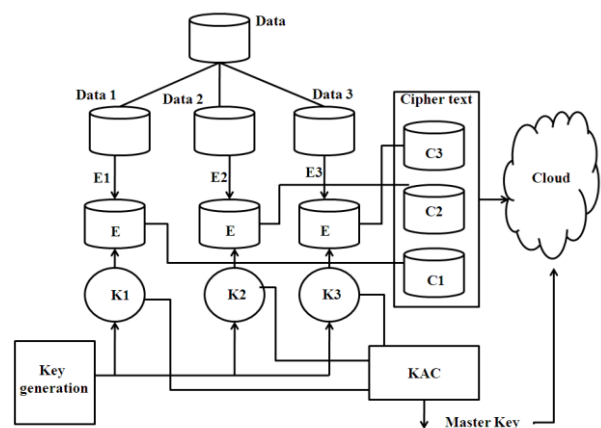 Data
Data 1
Data 2
Data 3
Cipher text
E1
E2
E3
C3
Cloud
E
E
E
C2
C1
K1
K2
K3
Key
generation
KAC
Master Key